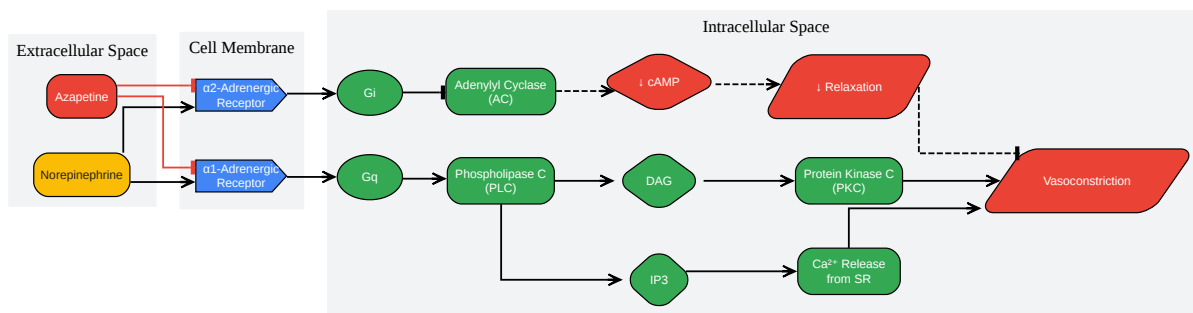 Intracellular Space
Extracellular Space
Cell Membrane
Azapetine
α2-Adrenergic
Receptor
Gi
Adenylyl Cyclase
(AC)
↓ cAMP
↓ Relaxation
Norepinephrine
α1-Adrenergic
Receptor
Gq
Phospholipase C
(PLC)
DAG
Protein Kinase C
(PKC)
Vasoconstriction
IP3
Ca²⁺ Release
from SR